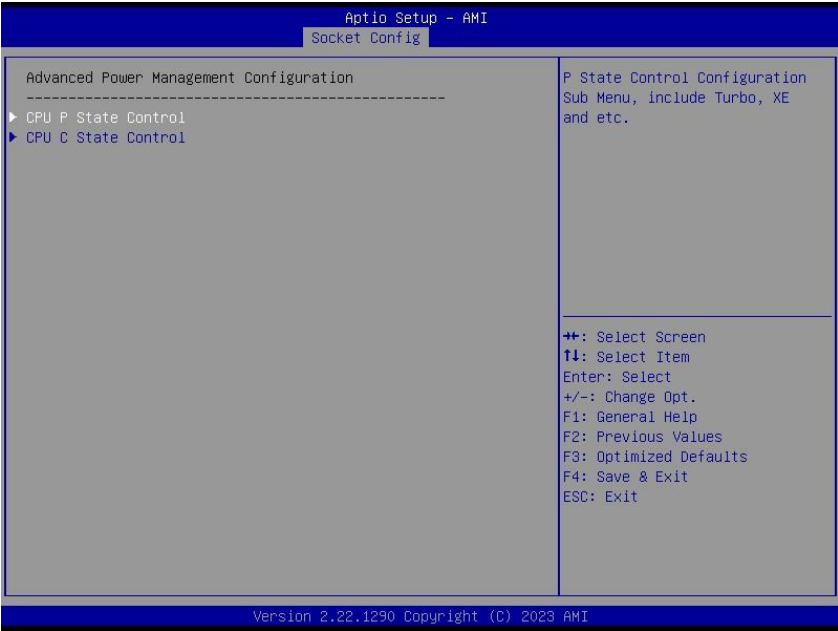 Aptio Setup - AMI
Socket Config
Advanced Power Management Configuration
--------------------------------------------------
CPU P State Control
CPU C State Control
P State Control Configuration
Sub Menu, include Turbo, XE
and etc.
→←: Select Screen
↑↓: Select Item
Enter: Select
+/-: Change Opt.
F1: General Help
F2: Previous Values
F3: Optimized Defaults
F4: Save & Exit
ESC: Exit
Version 2.22.1290 Copyright (C) 2023 AMI